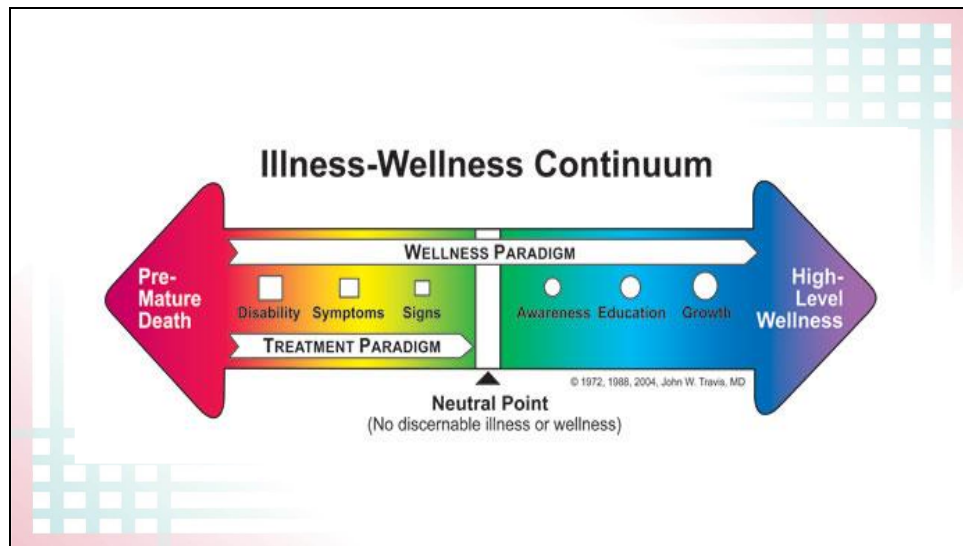 Illness-Wellness Continuum
WELLNESS PARADIGM
Pre-
Mature
Death
Disability Symptoms Signs
Awareness Education Growth
High-
Level
Wellness
TREATMENT PARADIGM
© 1972, 1988, 2004, John W. Travis, MD
Neutral Point
(No discernable illness or wellness)